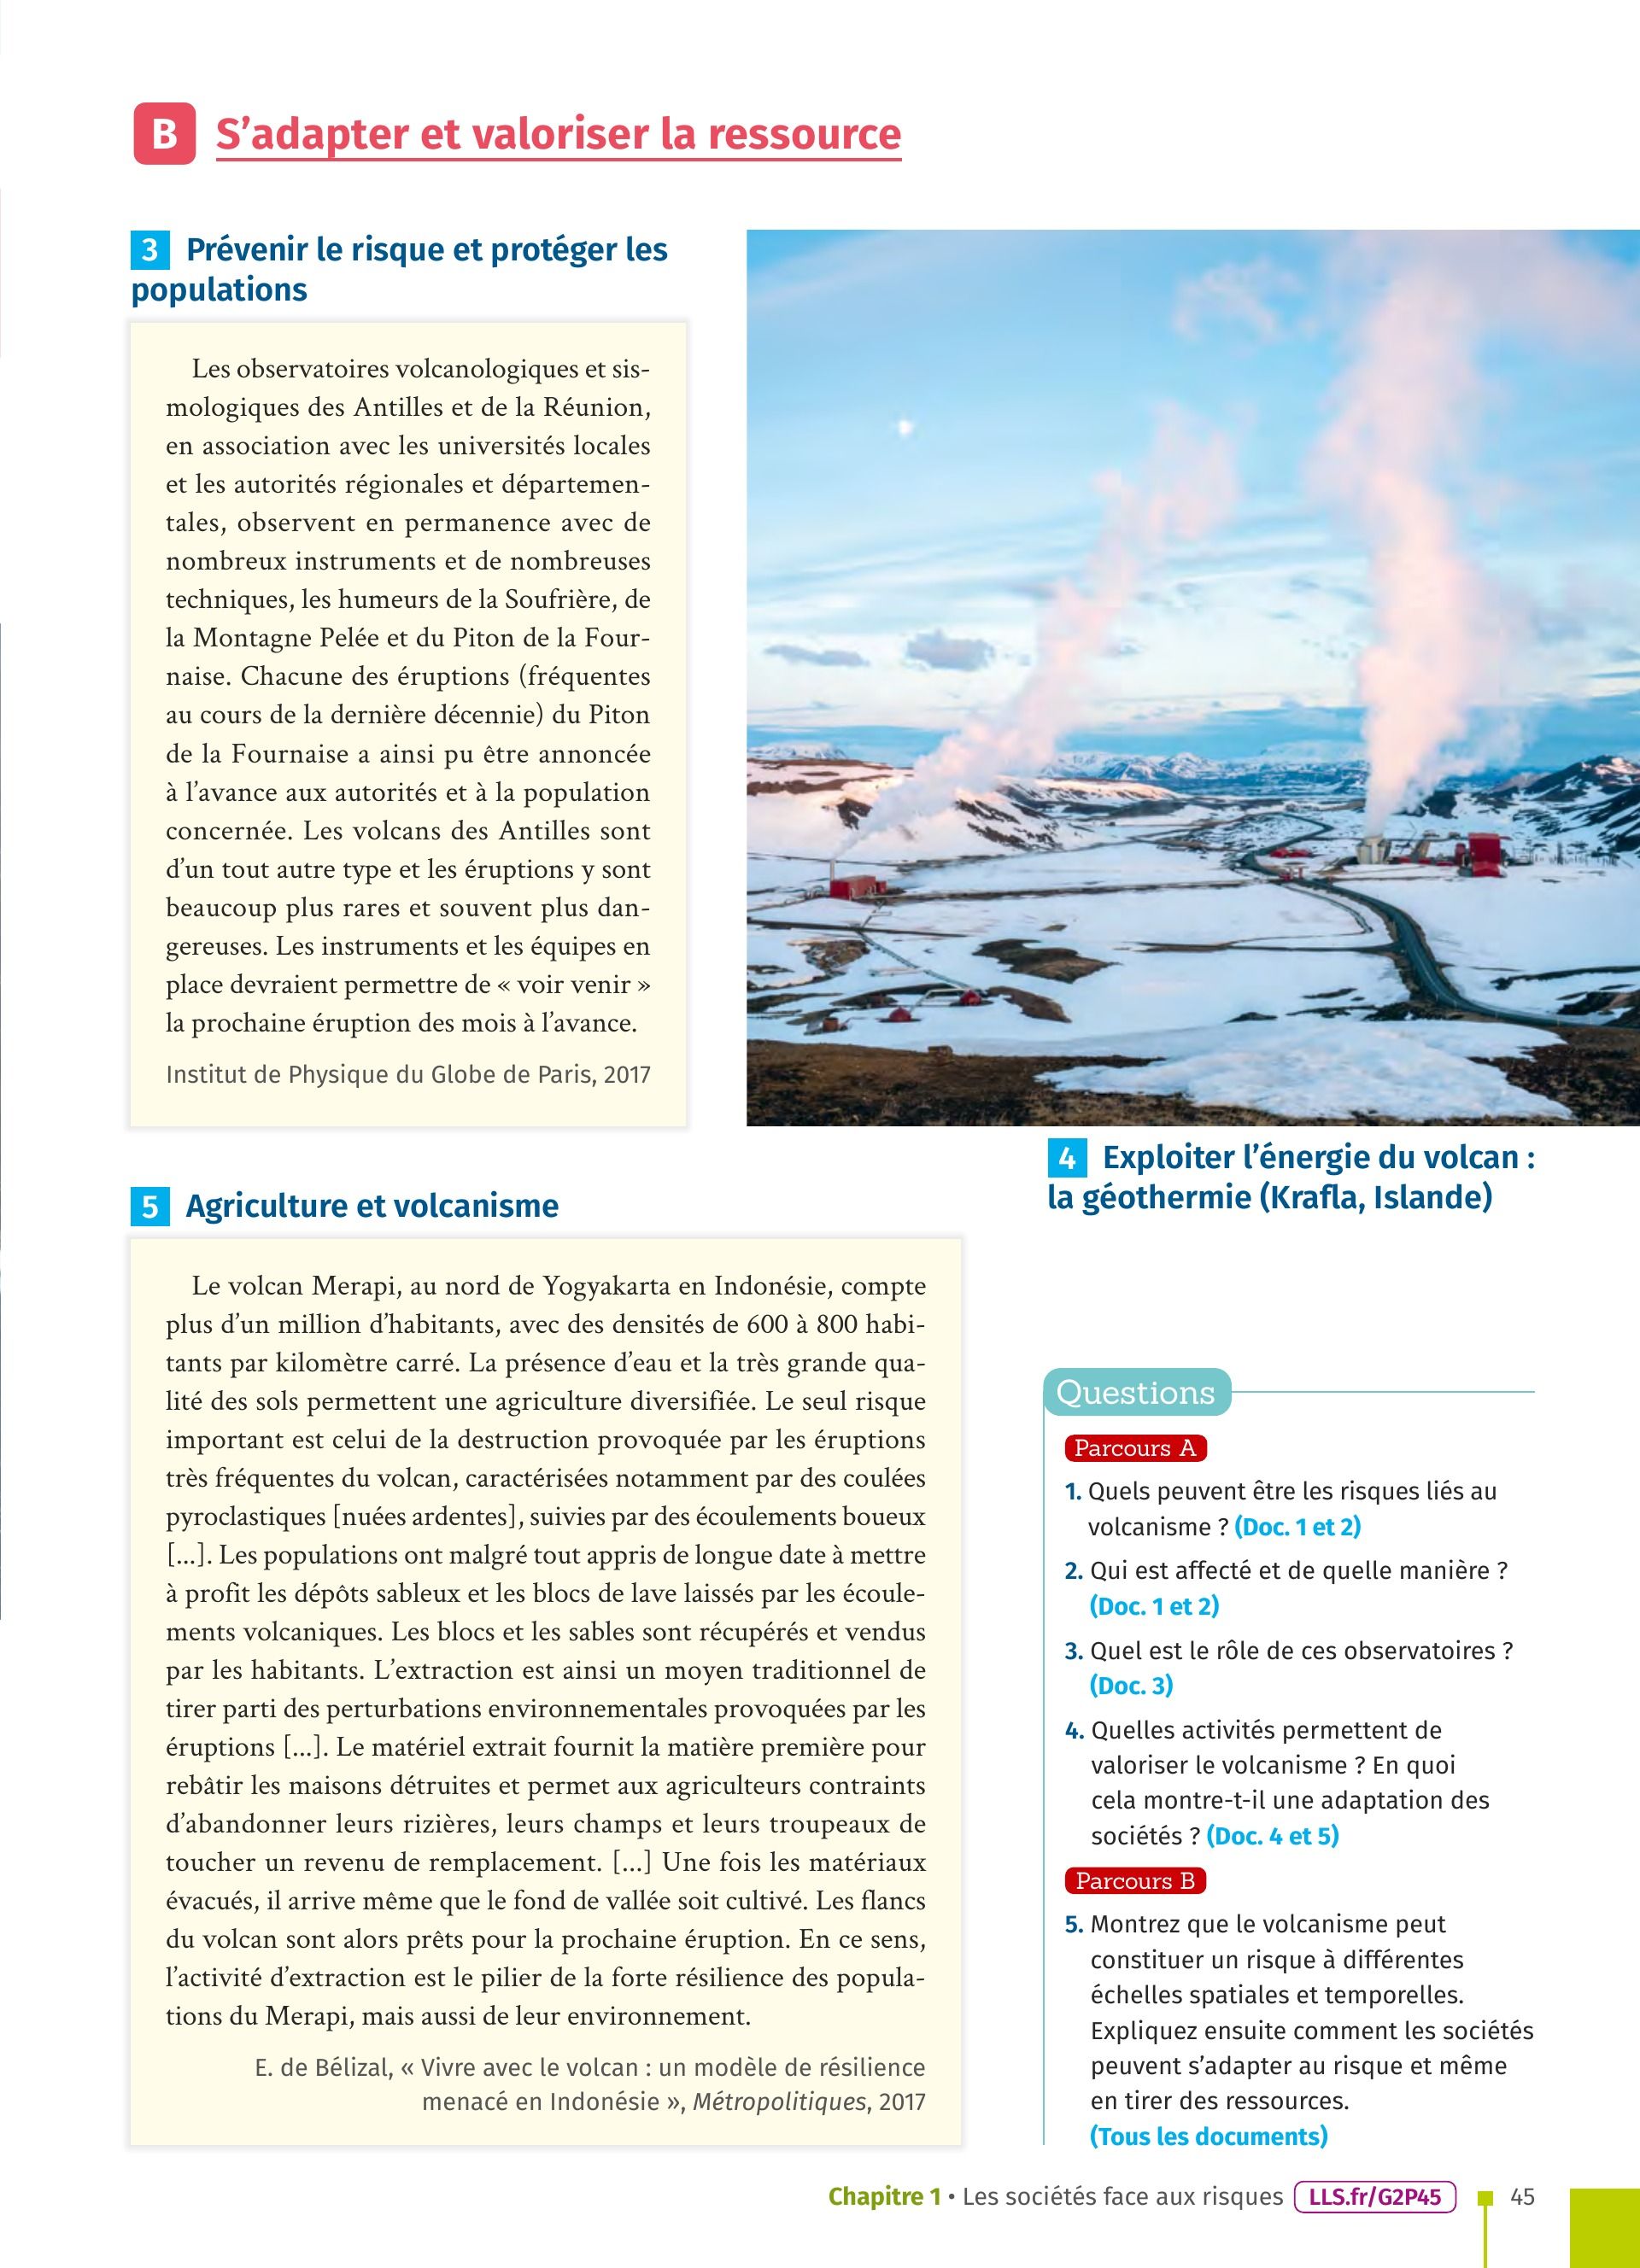 B S’adapter et valoriser la ressource
3 Prévenir le risque et protéger les
populations
Les observatoires volcanologiques et sis-
mologiques des Antilles et de la Réunion,
en association avec les universités locales
et les autorités régionales et départemen-
tales, observent en permanence avec de
nombreux instruments et de nombreuses
techniques, les humeurs de la Soufrière, de
la Montagne Pelée et du Piton de la Four-
naise. Chacune des éruptions (fréquentes
au cours de la dernière décennie) du Piton
de la Fournaise a ainsi pu être annoncée
à l’avance aux autorités et à la population
concernée. Les volcans des Antilles sont
d’un tout autre type et les éruptions y sont
beaucoup plus rares et souvent plus dan-
gereuses. Les instruments et les équipes en
place devraient permettre de « voir venir »
la prochaine éruption des mois à l’avance.
Institut de Physique du Globe de Paris, 2017
4 Exploiter l’énergie du volcan :
la géothermie (Krafla, Islande)
5 Agriculture et volcanisme
Le volcan Merapi, au nord de Yogyakarta en Indonésie, compte
plus d’un million d’habitants, avec des densités de 600 à 800 habi-
tants par kilomètre carré. La présence d’eau et la très grande qua-
lité des sols permettent une agriculture diversifiée. Le seul risque
important est celui de la destruction provoquée par les éruptions
très fréquentes du volcan, caractérisées notamment par des coulées
pyroclastiques [nuées ardentes], suivies par des écoulements boueux
[...]. Les populations ont malgré tout appris de longue date à mettre
à profit les dépôts sableux et les blocs de lave laissés par les écoule-
ments volcaniques. Les blocs et les sables sont récupérés et vendus
par les habitants. L’extraction est ainsi un moyen traditionnel de
tirer parti des perturbations environnementales provoquées par les
éruptions [...]. Le matériel extrait fournit la matière première pour
rebâtir les maisons détruites et permet aux agriculteurs contraints
d’abandonner leurs rizières, leurs champs et leurs troupeaux de
toucher un revenu de remplacement. [...] Une fois les matériaux
évacués, il arrive même que le fond de vallée soit cultivé. Les flancs
du volcan sont alors prêts pour la prochaine éruption. En ce sens,
l’activité d’extraction est le pilier de la forte résilience des popula-
tions du Merapi, mais aussi de leur environnement.
E. de Bélizal, « Vivre avec le volcan : un modèle de résilience
menacé en Indonésie », Métropolitiques, 2017
Questions
Parcours A
1. Quels peuvent être les risques liés au
volcanisme ? (Doc. 1 et 2)
2. Qui est affecté et de quelle manière ?
(Doc. 1 et 2)
3. Quel est le rôle de ces observatoires ?
(Doc. 3)
4. Quelles activités permettent de
valoriser le volcanisme ? En quoi
cela montre-t-il une adaptation des
sociétés ? (Doc. 4 et 5)
Parcours B
5. Montrez que le volcanisme peut
constituer un risque à différentes
échelles spatiales et temporelles.
Expliquez ensuite comment les sociétés
peuvent s’adapter au risque et même
en tirer des ressources.
(Tous les documents)
Chapitre 1 • Les sociétés face aux risques LLS.fr/G2P45 45